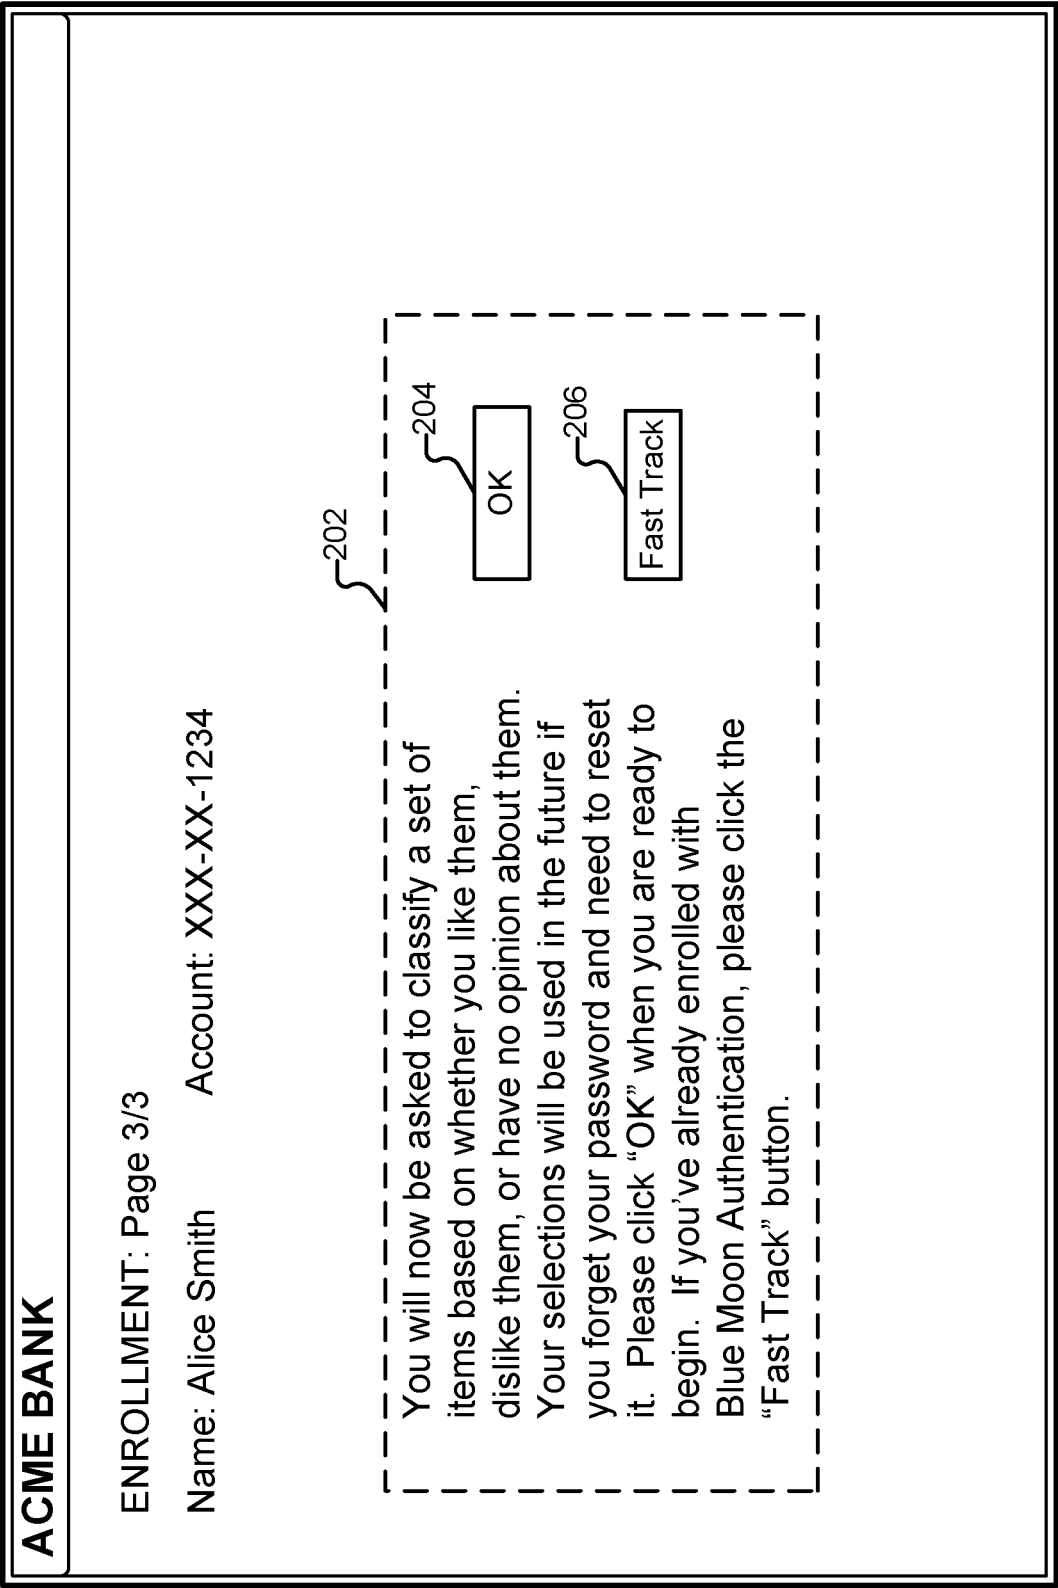 ACME BANK
ENROLLMENT: Page 3/3
Name: Alice Smith Account: XXX-XX-1234
202
You will now be asked to classify a set of
items based on whether you like them,
dislike them, or have no opinion about them.
Your selections will be used in the future if
you forget your password and need to reset
it. Please click “OK” when you are ready to
begin. If you’ve already enrolled with
Blue Moon Authentication, please click the
“Fast Track” button.
204
OK
206
Fast Track